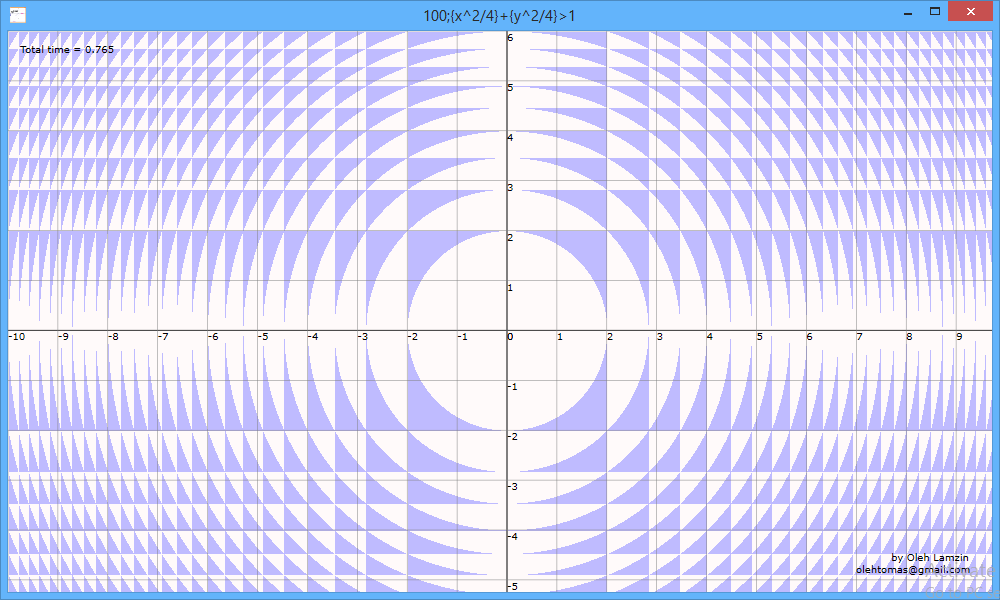 100;{x^2/4}+{y^2/4}>1
Total time = 0.765
6
5
4
3
2
1
-10 -9 -8 -7 -6 -5 -4 -3 -2 -1 0 1 2 3 4 5 6 7 8 9
-1
-2
-3
-4
by Oleh Lamzin
olehtomas@gmail.com
-5